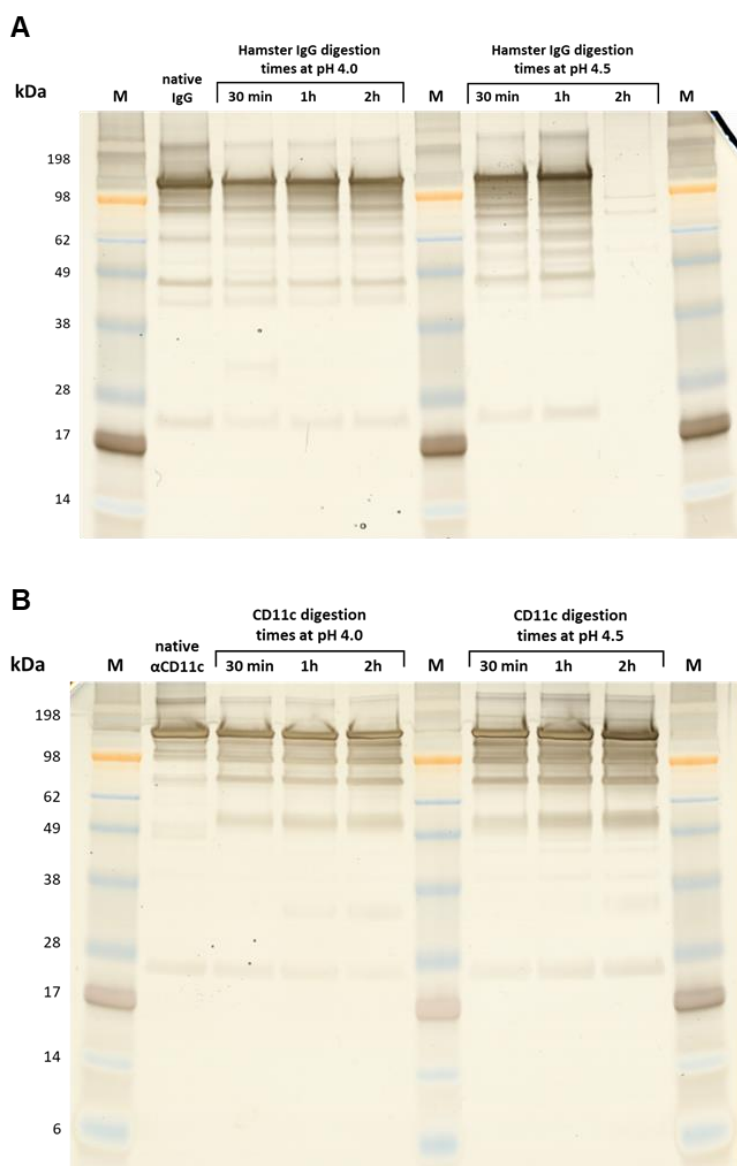 A
Hamster IgG digestion
times at pH 4.0
Hamster IgG digestion
times at pH 4.5
native
IgG
kDa
M
30 min
1h
2h
M
30 min
1h
2h
M
198
98
62
49
38
28
17
14
B
CD11c digestion
times at pH 4.0
CD11c digestion
times at pH 4.5
native
αCD11c
kDa
M
30 min
1h
2h
M
30 min
1h
2h
M
198
98
62
49
38
28
17
14
6